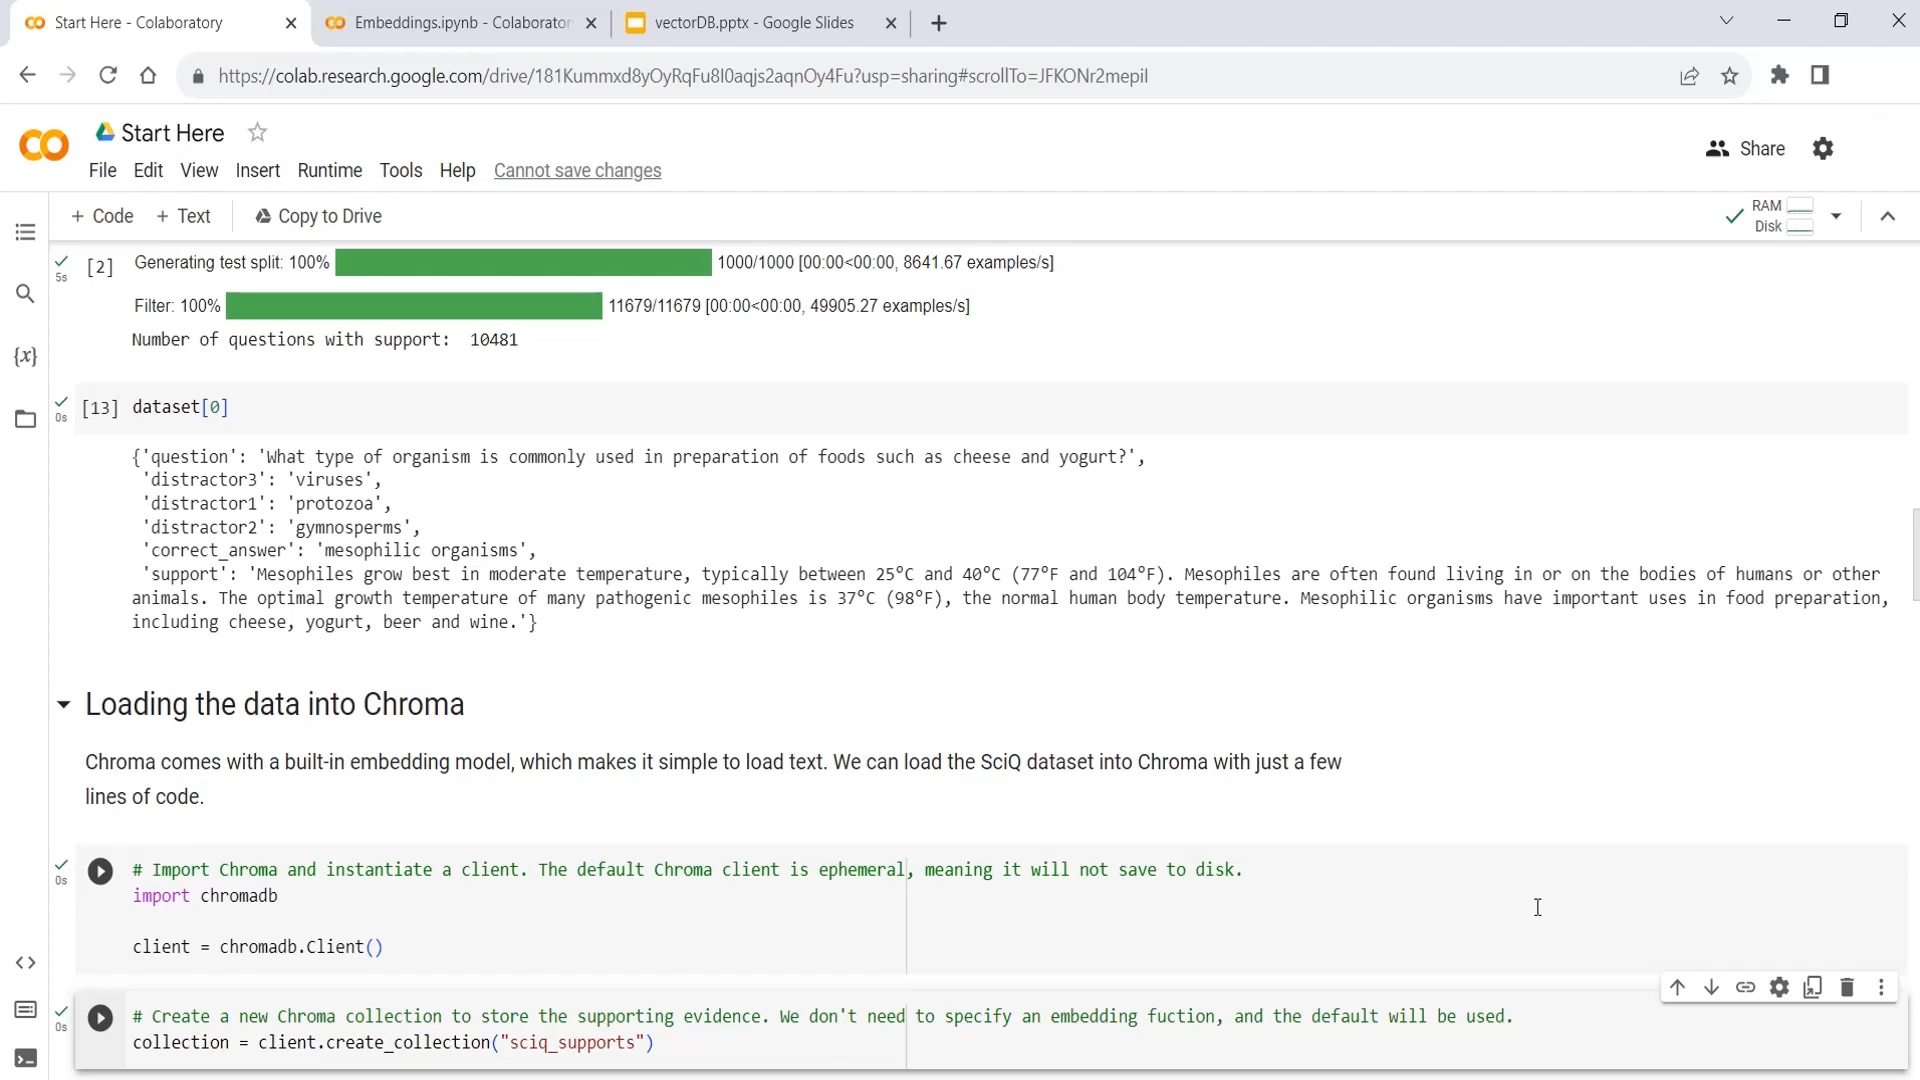 Start Here - Colaboratory
Embeddings.ipynb - Colaborator
vectorDB.pptx - Google Slides
https://colab.research.google.com/drive/181Kummxd8yOyRqFu8I0aqjs2aqnOy4Fu?usp=sharing#scrollTo=JFKONr2mepiI
Start Here
Share
File Edit View Insert Runtime Tools Help Cannot save changes
+ Code + Text Copy to Drive
RAM
Disk
5s
[2]
Generating test split: 100% 1000/1000 [00:00<00:00, 8641.67 examples/s]
Filter: 100% 11679/11679 [00:00<00:00, 49905.27 examples/s]
Number of questions with support:  10481
0s
[13] dataset[0]
{'question': 'What type of organism is commonly used in preparation of foods such as cheese and yogurt?',
'distractor3': 'viruses',
'distractor1': 'protozoa',
'distractor2': 'gymnosperms',
'correct_answer': 'mesophilic organisms',
'support': 'Mesophiles grow best in moderate temperature, typically between 25°C and 40°C (77°F and 104°F). Mesophiles are often found living in or on the bodies of humans or other
animals. The optimal growth temperature of many pathogenic mesophiles is 37°C (98°F), the normal human body temperature. Mesophilic organisms have important uses in food preparation,
including cheese, yogurt, beer and wine.'}
{x}
Loading the data into Chroma
Chroma comes with a built-in embedding model, which makes it simple to load text. We can load the SciQ dataset into Chroma with just a few
lines of code.
0s
# Import Chroma and instantiate a client. The default Chroma client is ephemeral, meaning it will not save to disk.
import chromadb
client = chromadb.Client()
0s
# Create a new Chroma collection to store the supporting evidence. We don't need to specify an embedding fuction, and the default will be used.
collection = client.create_collection("sciq_supports")